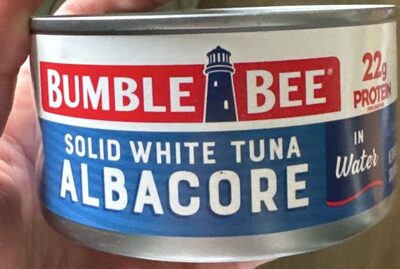 BUMBLE BEE®
22g
PROTEIN
SOLID WHITE TUNA
ALBACORE
IN
Water